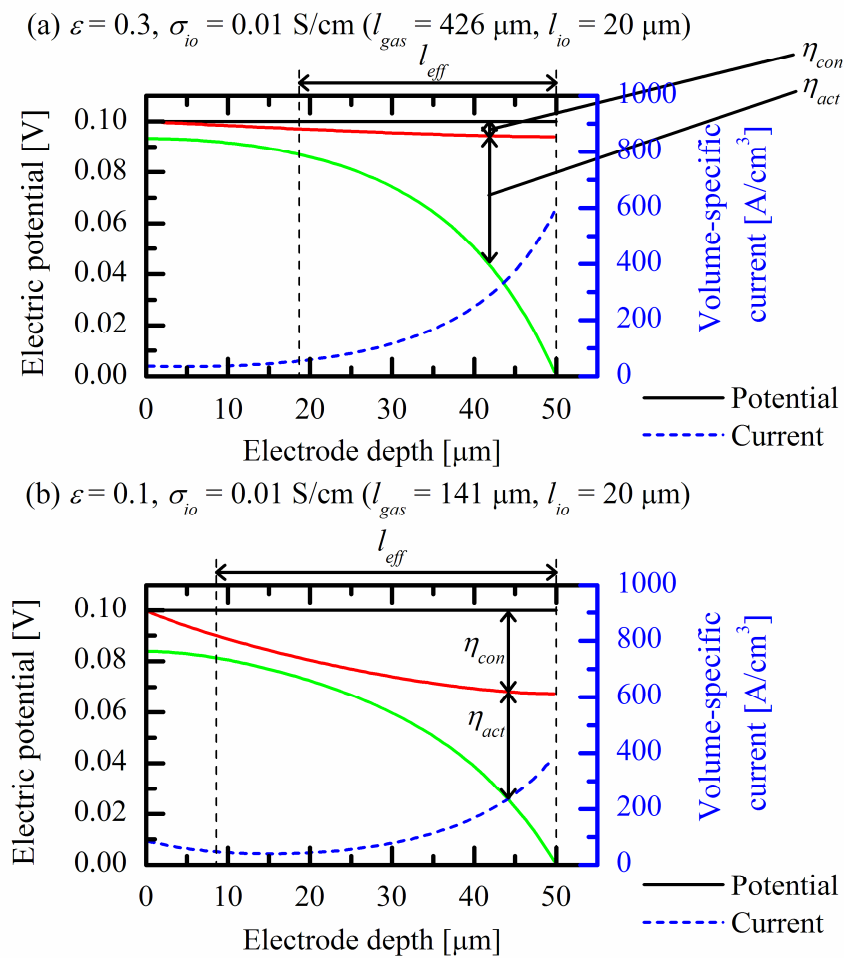 (a) ε = 0.3, σio = 0.01 S/cm (lgas = 426 μm, lio = 20 μm)
leff
ηcon
ηact
Electric potential [V]
0.10
0.08
0.06
0.04
0.02
0.00
1000
800
600
400
200
0
Volume-specific
current [A/cm³]
0 10 20 30 40 50
Electrode depth [μm]
Potential
Current
(b) ε = 0.1, σio = 0.01 S/cm (lgas = 141 μm, lio = 20 μm)
leff
Electric potential [V]
0.10
0.08
0.06
0.04
0.02
0.00
ηcon
ηact
1000
800
600
400
200
0
Volume-specific
current [A/cm³]
0 10 20 30 40 50
Electrode depth [μm]
Potential
Current